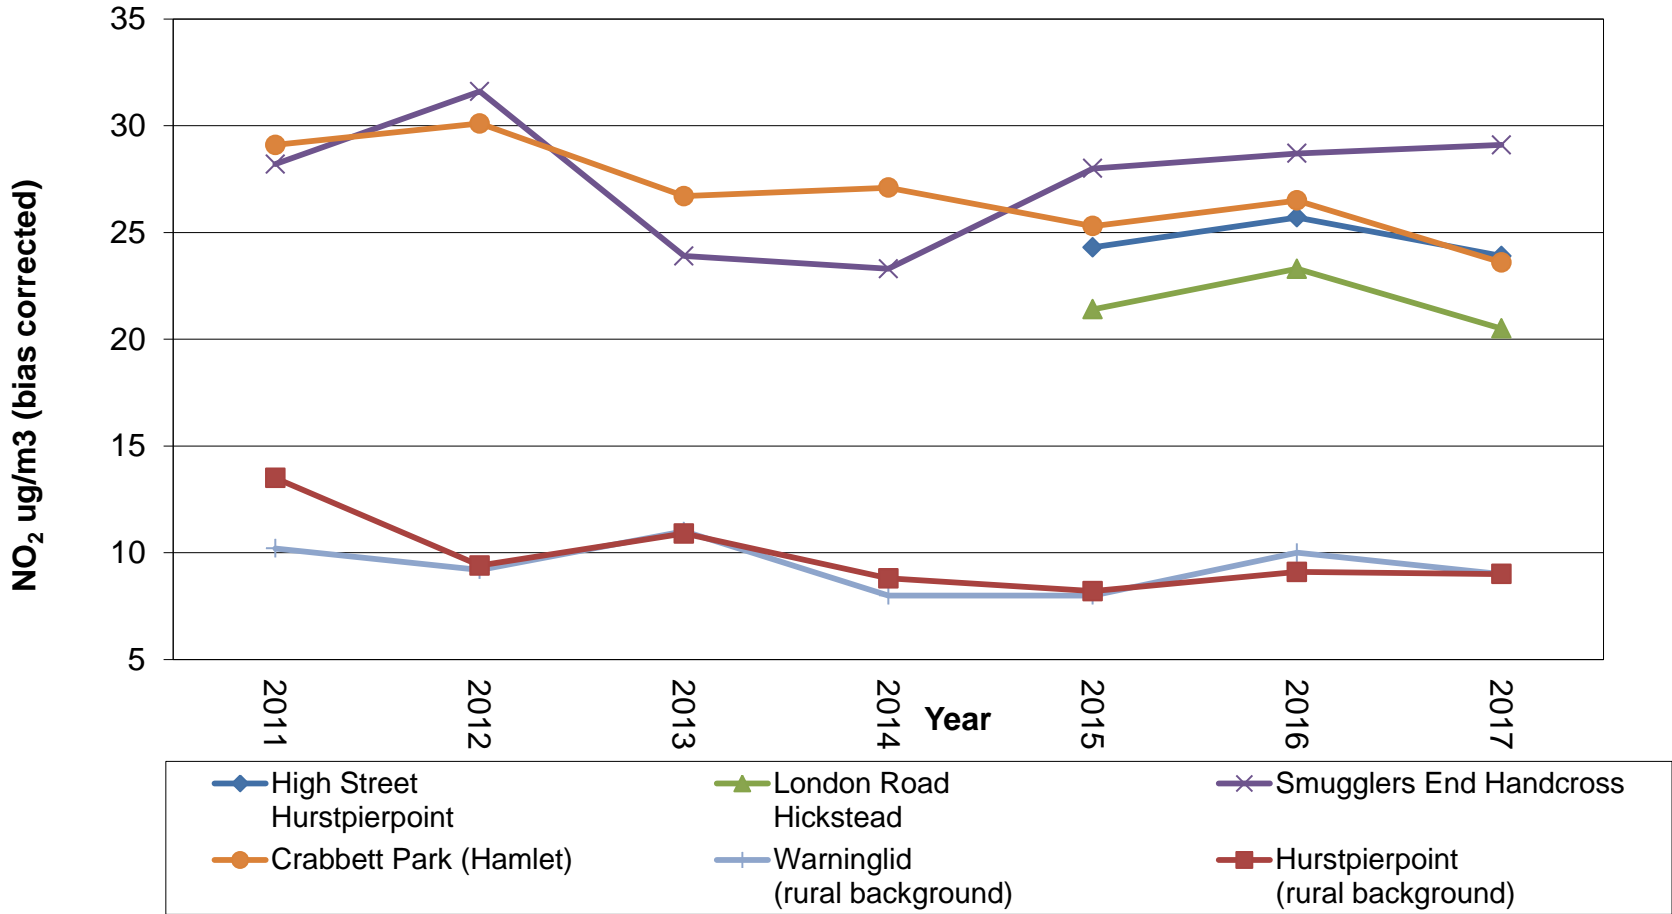 35
30
25
20
15
10
5
NO2 ug/m3 (bias corrected)
2011
2012
2013
2014
2015
2016
2017
Year
High Street
Hurstpierpoint
London Road
Hickstead
Smugglers End Handcross
Crabbett Park (Hamlet)
Warninglid
(rural background)
Hurstpierpoint
(rural background)